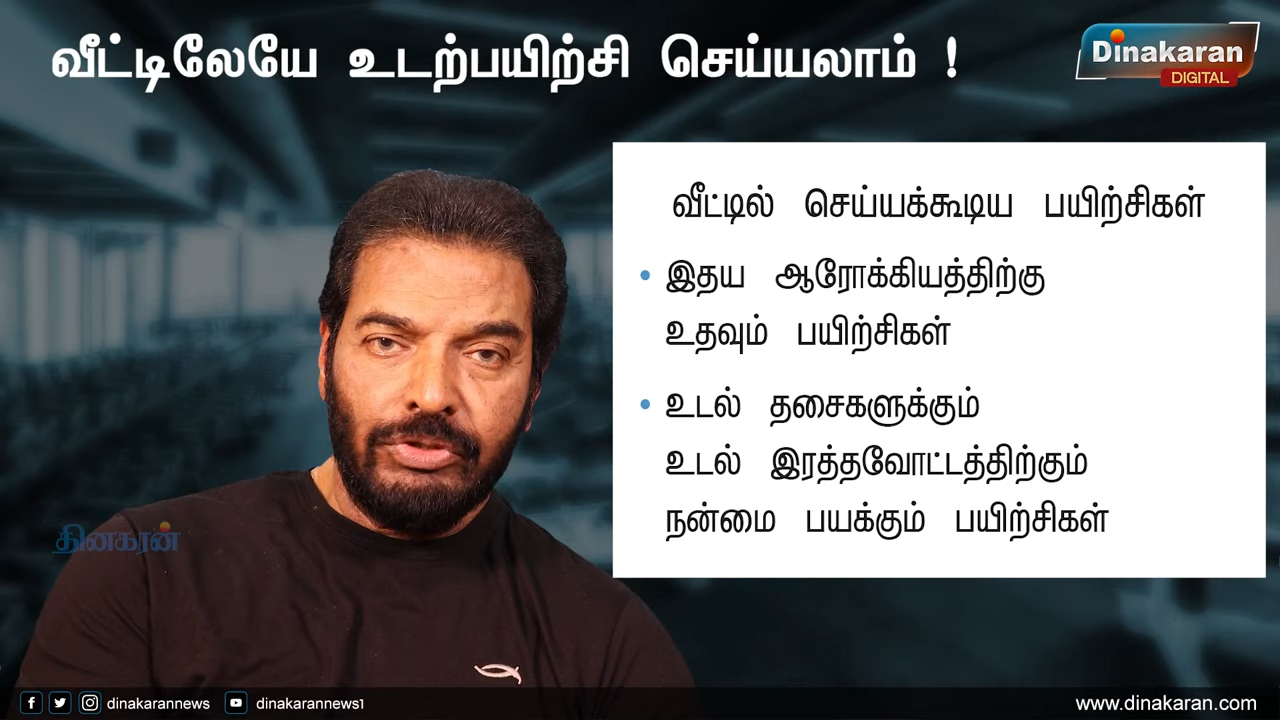 வீட்டிலேயே உடற்பயிற்சி செய்யலாம் !
Dinakaran
DIGITAL
வீட்டில் செய்யக்கூடிய பயிற்சிகள்
• இதய ஆரோக்கியத்திற்கு
உதவும் பயிற்சிகள்
• உடல் தசைகளுக்கும்
உடல் இரத்தவோட்டத்திற்கும்
நன்மை பயக்கும் பயிற்சிகள்
தினகரன்
dinakarannews
dinakarannews1
www.dinakaran.com